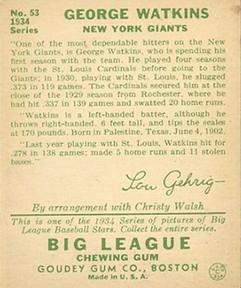 No. 53
1934
Series
GEORGE WATKINS
NEW YORK GIANTS
"One of the most dependable hitters on the New
York Giants, is George Watkins, who is spending his
first season with the team. He played four seasons
with the St. Louis Cardinals before going to the
Giants; in 1930, playing with St. Louis, he slugged
.373 in 119 games. The Cardinals secured him at the
close of the 1929 season from Rochester, where he
had hit .337 in 139 games and swatted 20 home runs.
"Watkins is a left-handed batter, although he
throws right-handed. 6 feet tall, and tips the scales
at 170 pounds. Born in Palestine, Texas, June 4, 1902.
"Last year playing with St. Louis, Watkins hit for
.278 in 138 games; made 5 home runs and 11 stolen
bases."
Lou Gehrig
By arrangement with Christy Walsh
This is one of the 1934 Series of pictures of Big
League Baseball Stars. Collect the entire series.
BIG LEAGUE
CHEWING GUM
GOUDEY GUM CO., BOSTON
Made in U. S. A.